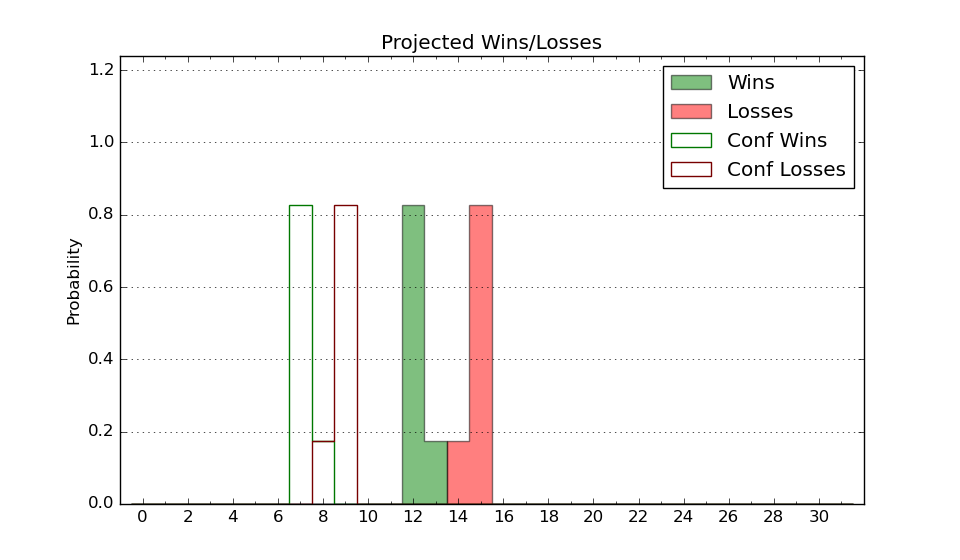 Projected Wins/Losses
1.2
1.0
0.8
0.6
0.4
0.2
0.0
Probability
Wins
Losses
Conf Wins
Conf Losses
0 2 4 6 8 10 12 14 16 18 20 22 24 26 28 30